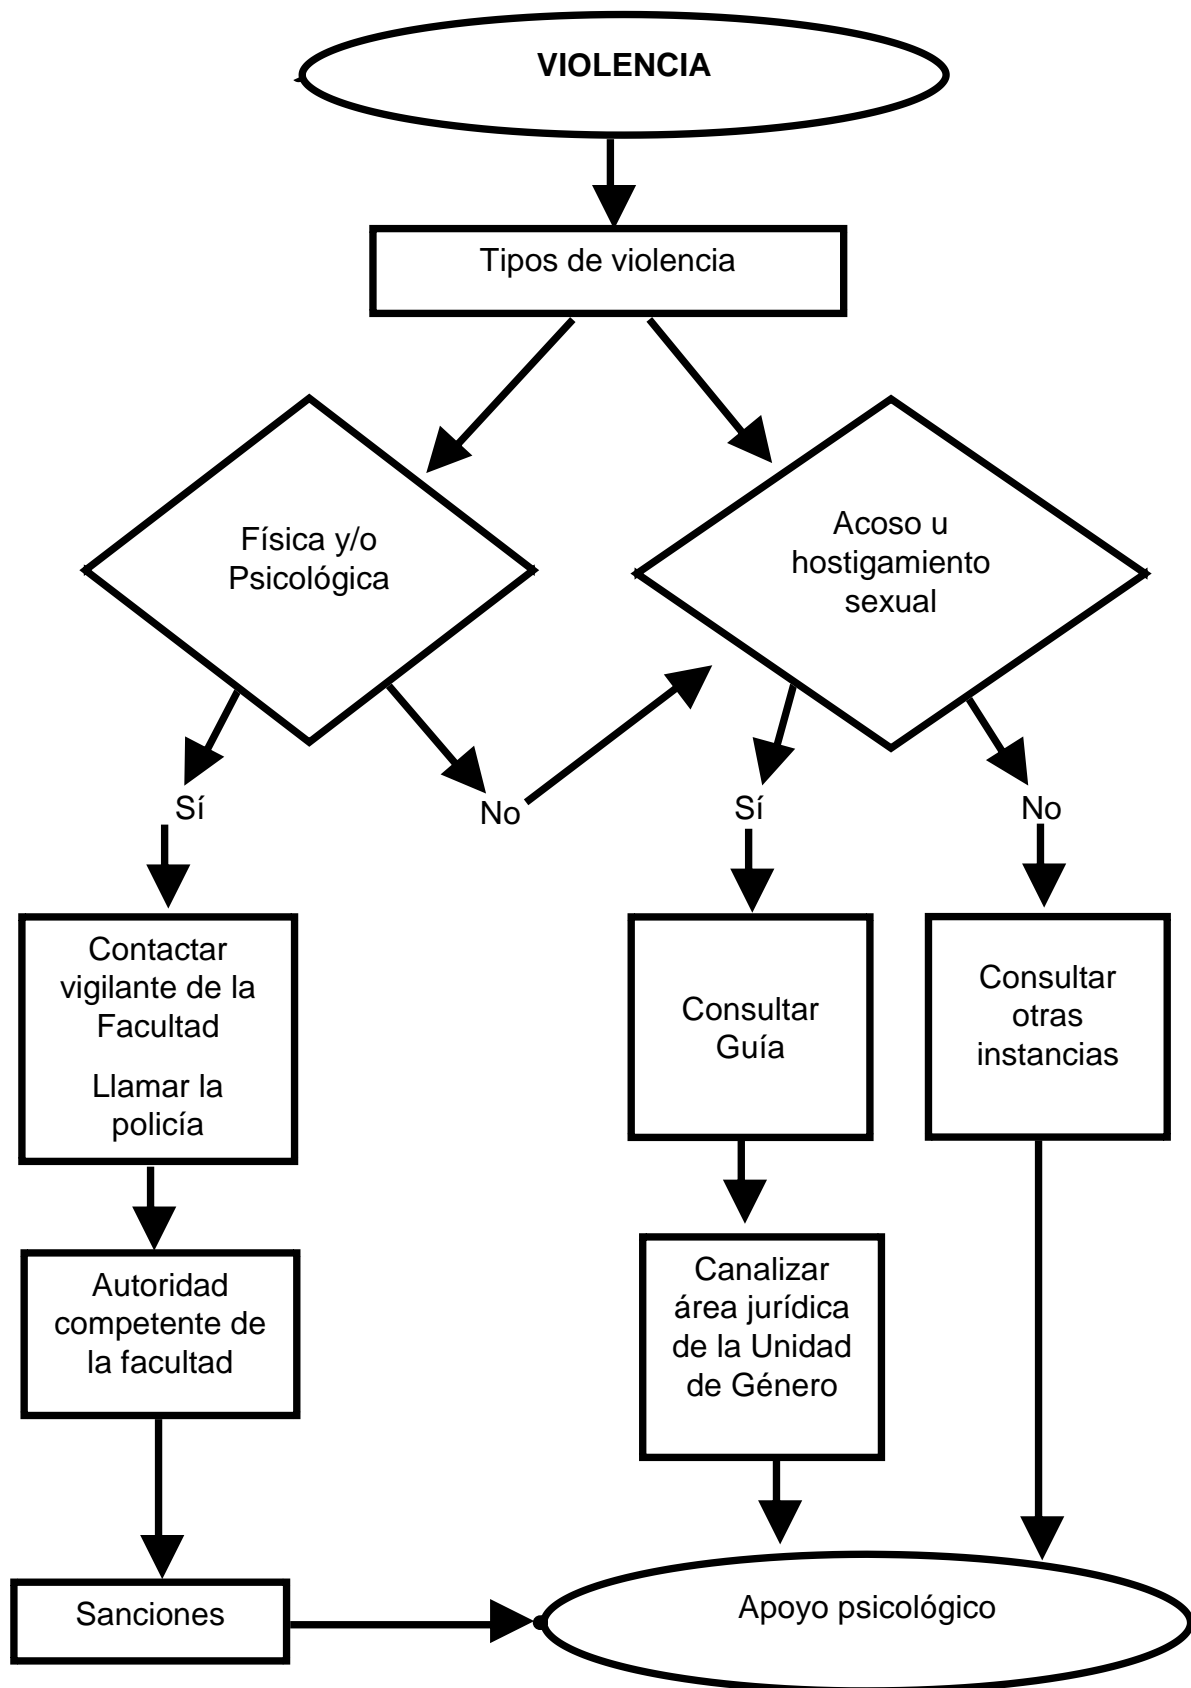 VIOLENCIA
Tipos de violencia
Física y/o
Psicológica
Acoso u
hostigamiento
sexual
Sí
No
Sí
No
Contactar
vigilante de la
Facultad
Llamar la
policía
Consultar
Guía
Consultar
otras
instancias
Autoridad
competente de
la facultad
Canalizar
área jurídica
de la Unidad
de Género
Sanciones
Apoyo psicológico